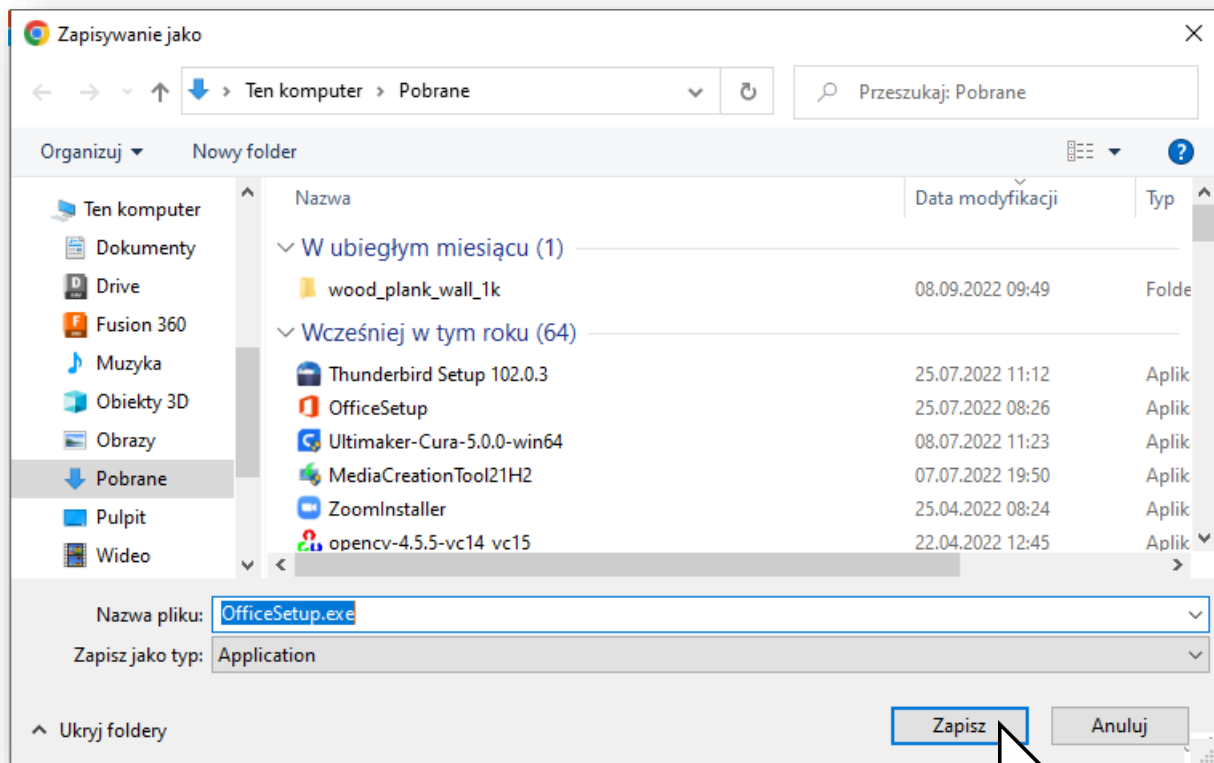 Zapisywanie jako
Ten komputer > Pobrane
Przeszukaj: Pobrane
Organizuj
Nowy folder
Ten komputer
Dokumenty
Drive
Fusion 360
Muzyka
Obiekty 3D
Obrazy
Pobrane
Pulpit
Wideo
Nazwa Data modyfikacji Typ
W ubiegłym miesiącu (1)
wood_plank_wall_1k 08.09.2022 09:49 Folde
Wcześniej w tym roku (64)
Thunderbird Setup 102.0.3 25.07.2022 11:12 Aplik
OfficeSetup 25.07.2022 08:26 Aplik
Ultimaker-Cura-5.0.0-win64 08.07.2022 11:23 Aplik
MediaCreationTool21H2 07.07.2022 19:50 Aplik
ZoomInstaller 25.04.2022 08:24 Aplik
opencv-4.5.5-vc14_vc15 22.04.2022 12:45 Aplik
Nazwa pliku: OfficeSetup.exe
Zapisz jako typ: Application
Ukryj foldery
Zapisz
Anuluj